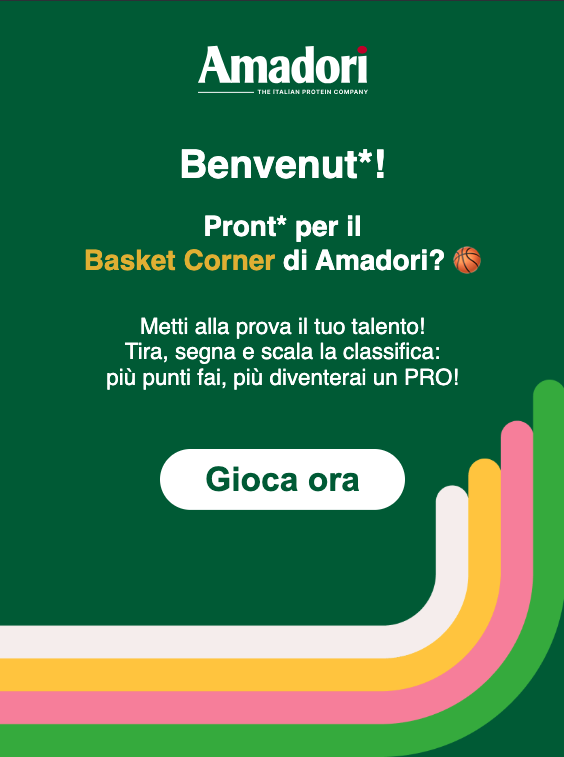 Amadori
THE ITALIAN PROTEIN COMPANY
Benvenut*!
Pront* per il
Basket Corner di Amadori? 🏀
Metti alla prova il tuo talento!
Tira, segna e scala la classifica:
più punti fai, più diventerai un PRO!
Gioca ora